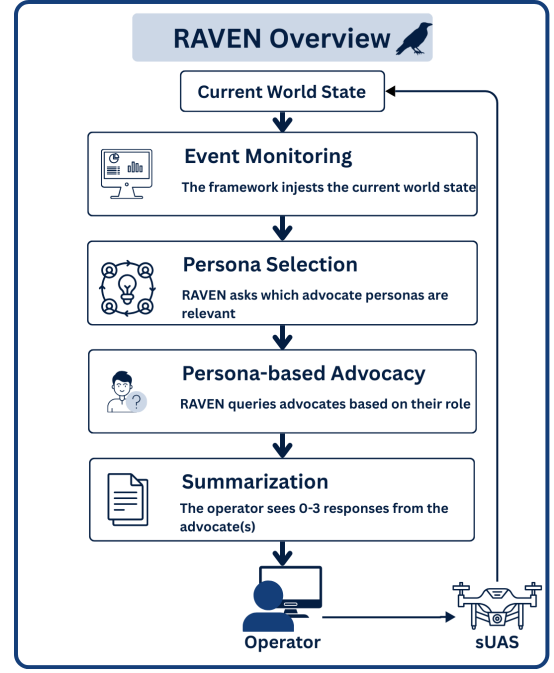 RAVEN Overview
Current World State
Event Monitoring
The framework injests the current world state
Persona Selection
RAVEN asks which advocate personas are
relevant
Persona-based Advocacy
RAVEN queries advocates based on their role
?
Summarization
The operator sees 0-3 responses from the
advocate(s)
Operator
sUAS